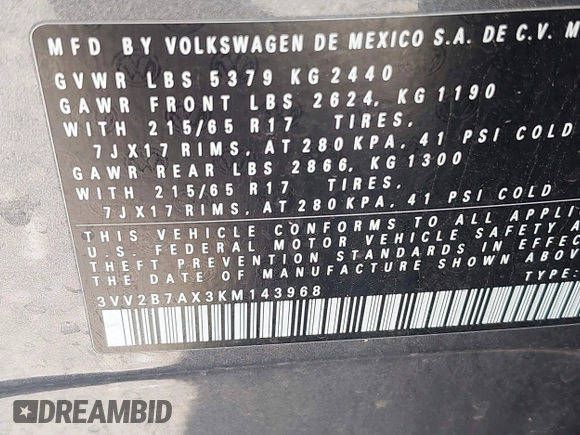 MFD BY VOLKSWAGEN DE MEXICO S.A. DE C.V. M
GVWR LBS 5379 KG 2440
GAWR FRONT LBS 2624, KG 1190
WITH 215/65 R17 TIRES,
7JX17 RIMS, AT 280 KPA, 41 PSI COLD
GAWR REAR LBS 2866, KG 1300
WITH 215/65 R17 TIRES,
7JX17 RIMS, AT 280 KPA, 41 PSI COLD
THIS VEHICLE CONFORMS TO ALL APPLI
U.S. FEDERAL MOTOR VEHICLE SAFETY A
THEFT PREVENTION STANDARDS IN EFFEC
DATE OF MANUFACTURE SHOWN ABOV
3VV2B7AX3KM143968 TYPE:
DREAMBID